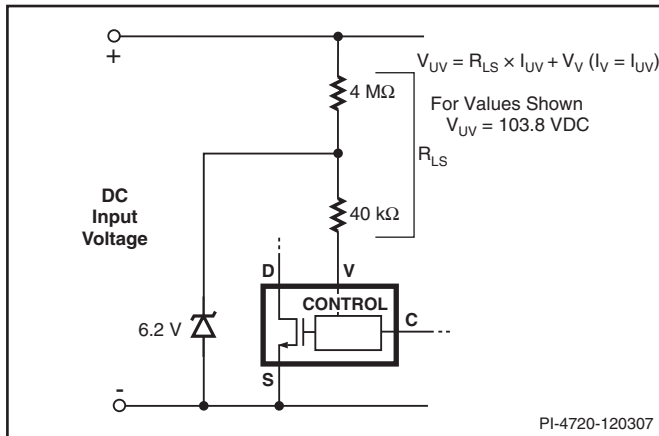 +
V_UV = R_LS × I_UV + V_V (I_V = I_UV)
4 MΩ
For Values Shown
V_UV = 103.8 VDC
R_LS
DC
Input
Voltage
40 kΩ
D
V
CONTROL
C
6.2 V
S
-
PI-4720-120307